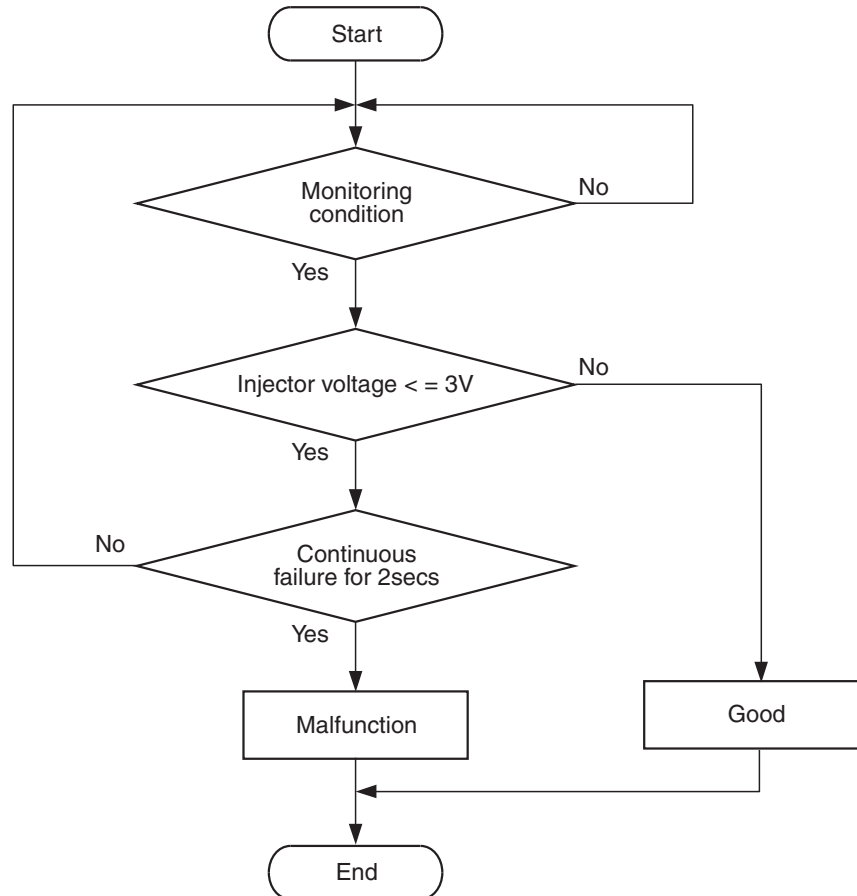 Start
Monitoring
condition
No
Yes
Injector voltage < = 3V
No
Yes
Continuous
failure for 2secs
No
Yes
Malfunction
Good
End